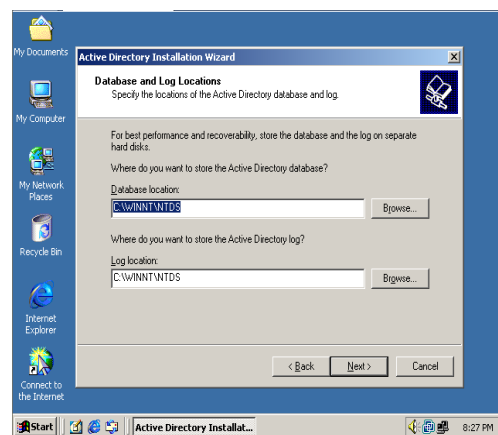 My Documents
My Computer
My Network
Places
Recycle Bin
Internet
Explorer
Connect to
the Internet
Active Directory Installation Wizard
Database and Log Locations
Specify the locations of the Active Directory database and log.
For best performance and recoverability, store the database and the log on separate
hard disks.
Where do you want to store the Active Directory database?
Database location:
C:\WINNT\NTDS
Browse...
Where do you want to store the Active Directory log?
Log location:
C:\WINNT\NTDS
Browse...
< Back
Next >
Cancel
Start
Active Directory Installat...
8:27 PM